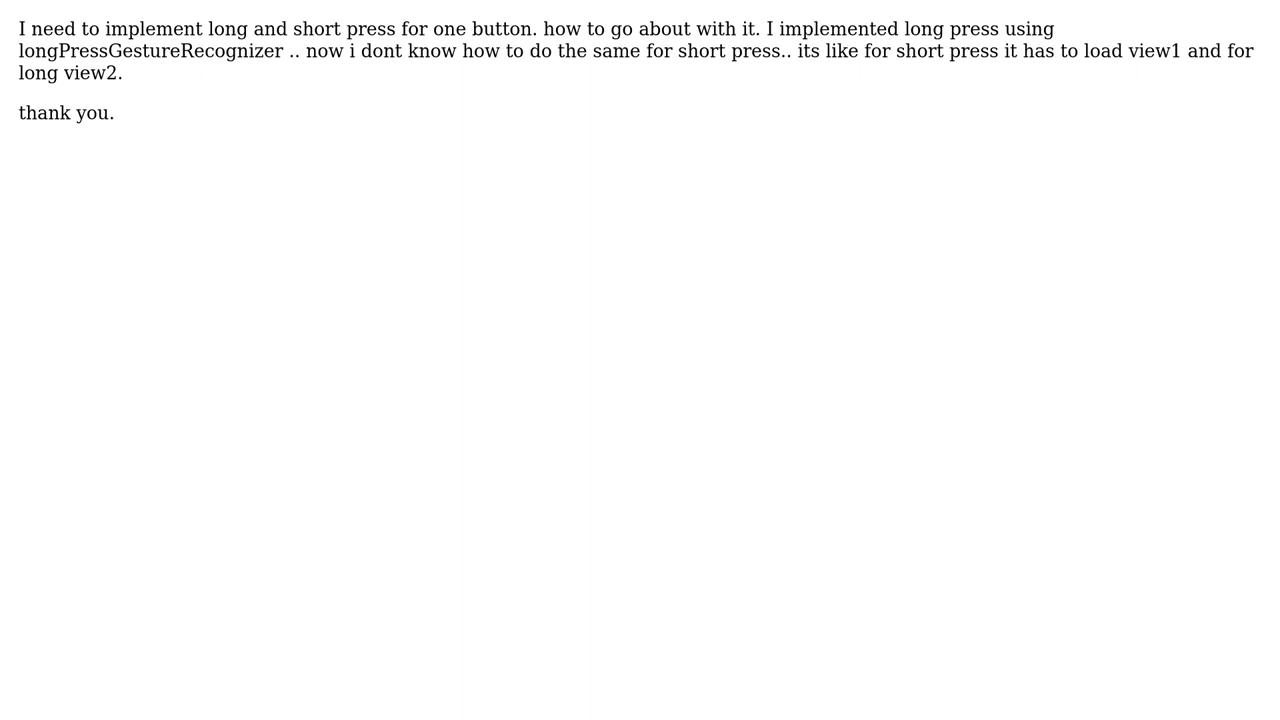 I need to implement long and short press for one button. how to go about with it. I implemented long press using
longPressGestureRecognizer .. now i dont know how to do the same for short press.. its like for short press it has to load view1 and for
long view2.
thank you.